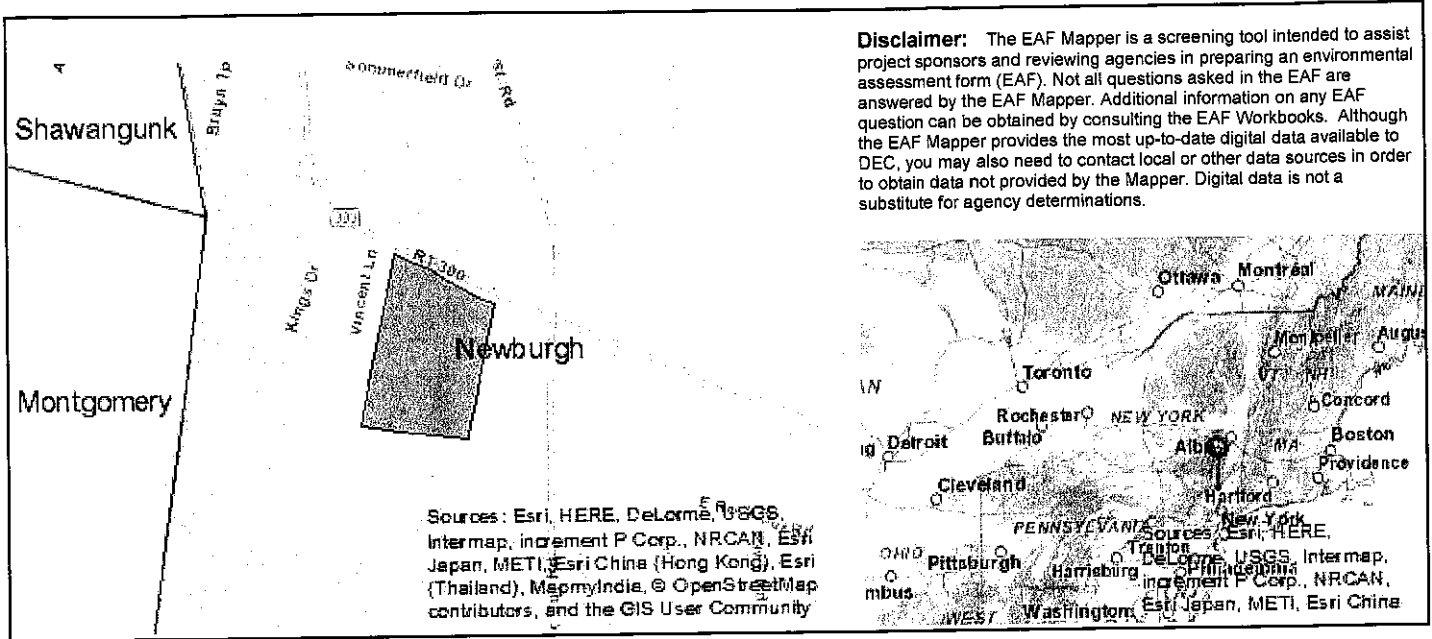 Disclaimer: The EAF Mapper is a screening tool intended to assist
project sponsors and reviewing agencies in preparing an environmental
assessment form (EAF). Not all questions asked in the EAF are
answered by the EAF Mapper. Additional information on any EAF
question can be obtained by consulting the EAF Workbooks. Although
the EAF Mapper provides the most up-to-date digital data available to
DEC, you may also need to contact local or other data sources in order
to obtain data not provided by the Mapper. Digital data is not a
substitute for agency determinations.
Shawangunk
Sommerfield Dr
Kings Dr
Vincent Ln
Rt 300
Newburgh
Montgomery
Sources: Esri, HERE, DeLorme, USGS,
Intermap, increment P Corp., NRCAN, Esri
Japan, METI, Esri China (Hong Kong), Esri
(Thailand), MapmyIndia, © OpenStreetMap
contributors, and the GIS User Community
Ottawa
Montréal
Montpelier
Toronto
Concord
Rochester
NEW YORK
Detroit
Buffalo
Boston
Providence
Cleveland
Hartford
New York
PENNSYLVANIA
OHIO
Pittsburgh
Harrisburg
Trenton
Philadelphia
WEST
Washington
Sources: Esri, HERE,
DeLorme, USGS, Intermap,
increment P Corp., NRCAN,
Esri Japan, METI, Esri China